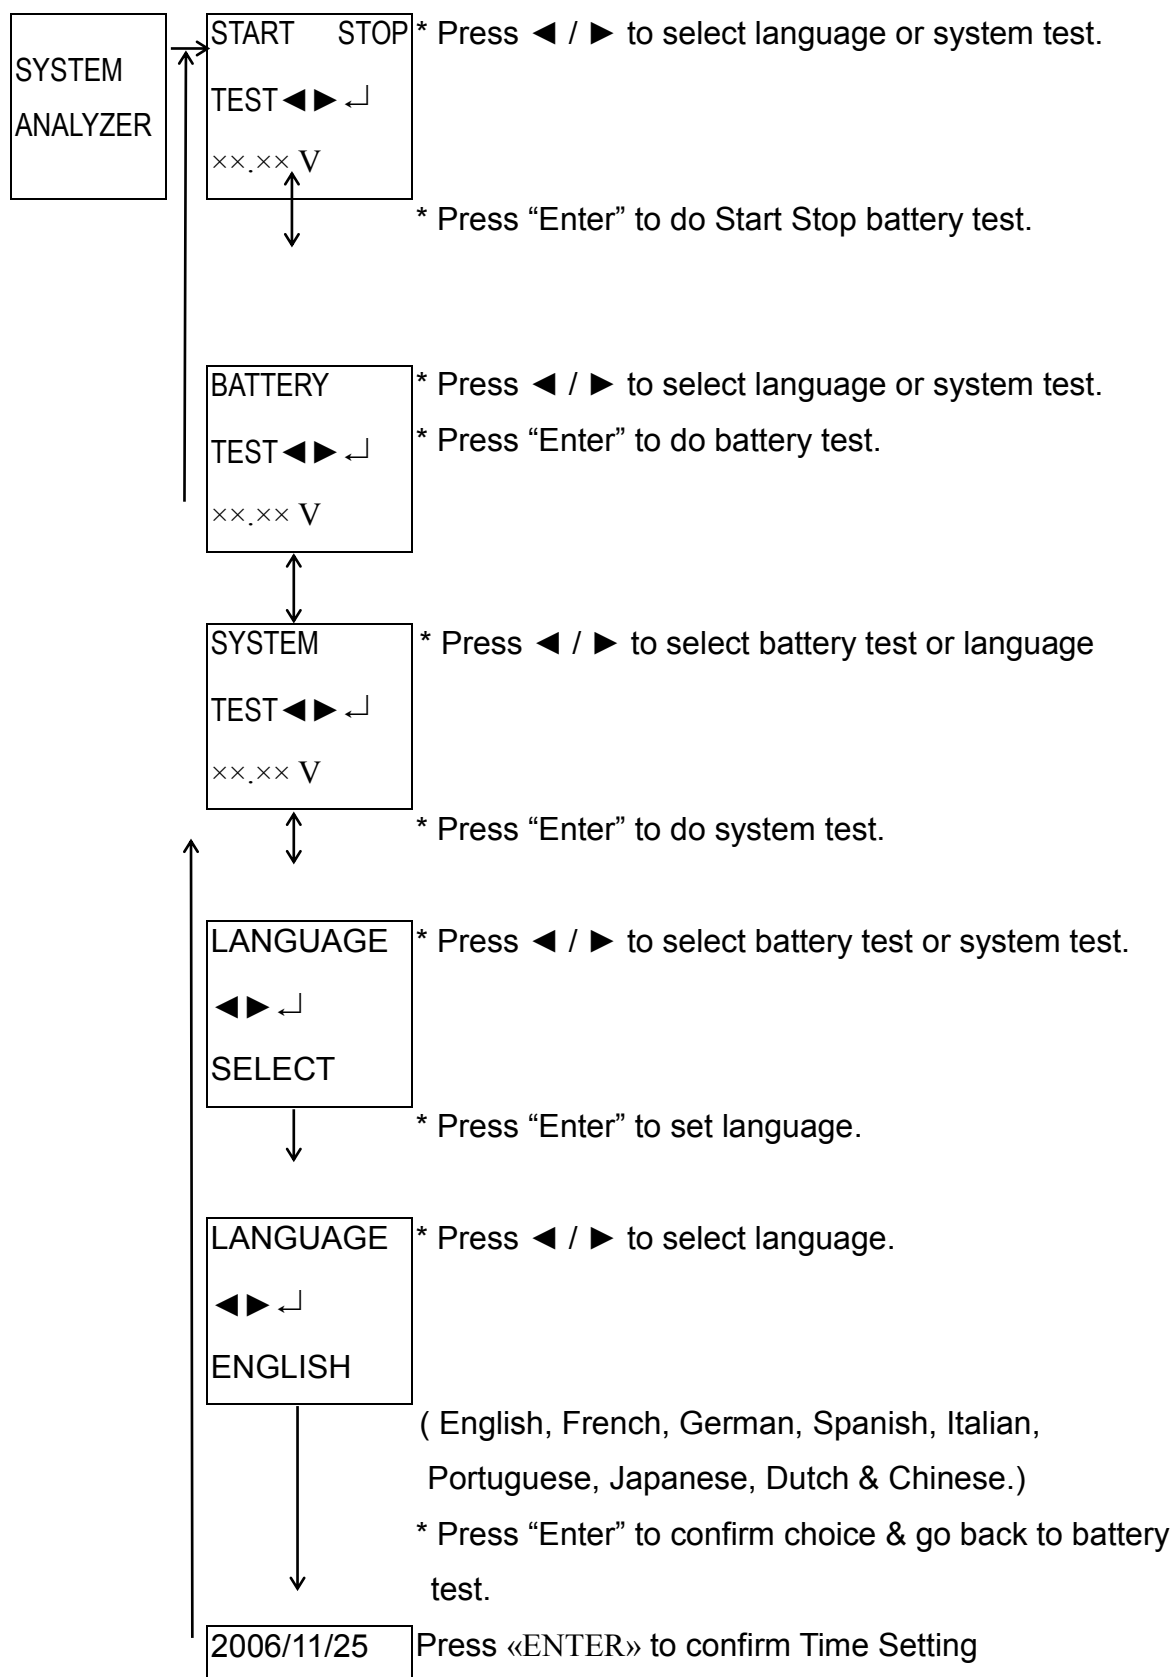 SYSTEM
ANALYZER
START STOP
TEST◄►↵
××.×× V
* Press ◄ / ► to select language or system test.
* Press “Enter” to do Start Stop battery test.
BATTERY
TEST◄►↵
××.×× V
* Press ◄ / ► to select language or system test.
* Press “Enter” to do battery test.
SYSTEM
TEST◄►↵
××.×× V
* Press ◄ / ► to select battery test or language
* Press “Enter” to do system test.
LANGUAGE
◄►↵
SELECT
* Press ◄ / ► to select battery test or system test.
* Press “Enter” to set language.
LANGUAGE
◄►↵
ENGLISH
* Press ◄ / ► to select language.
( English, French, German, Spanish, Italian,
Portuguese, Japanese, Dutch & Chinese.)
* Press “Enter” to confirm choice & go back to battery
test.
2006/11/25
Press «ENTER» to confirm Time Setting